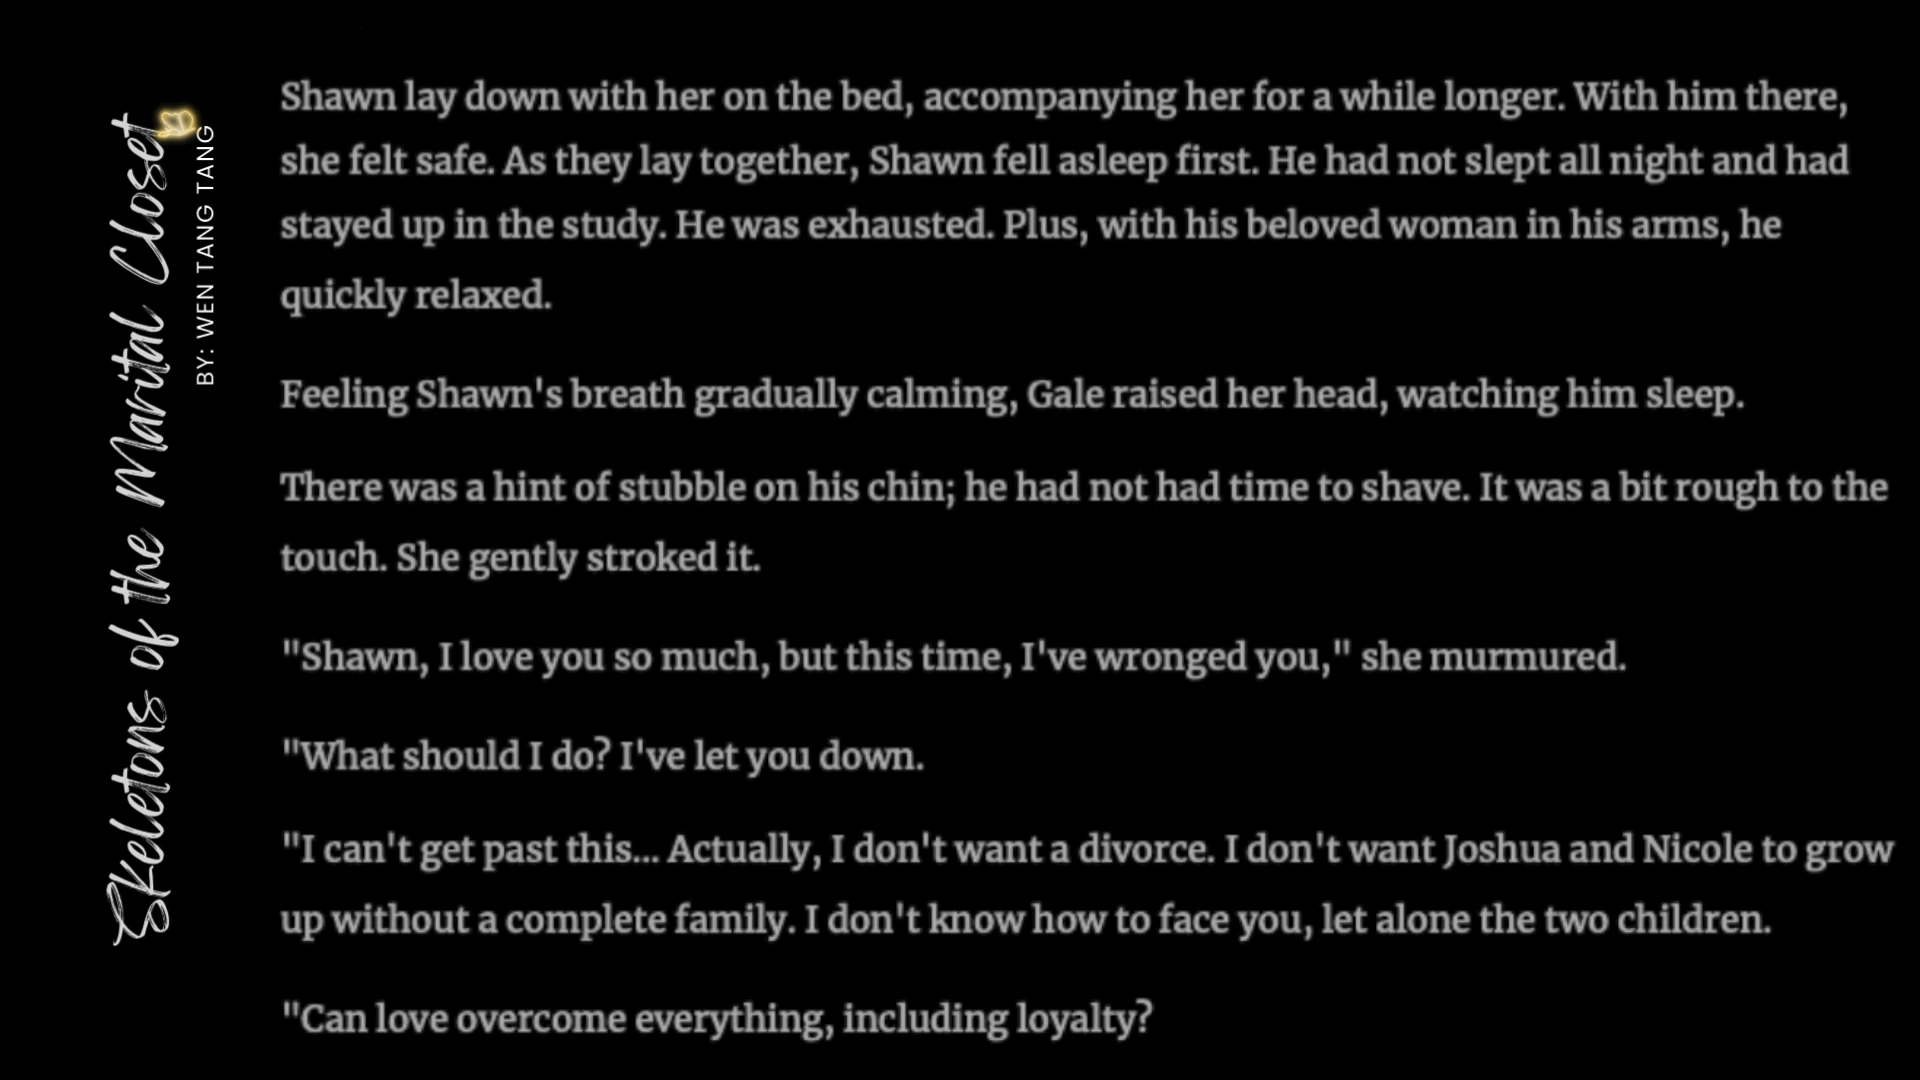 Skeletons of the Marital Closet
BY: WEN TANG TANG
Shawn lay down with her on the bed, accompanying her for a while longer. With him there,
she felt safe. As they lay together, Shawn fell asleep first. He had not slept all night and had
stayed up in the study. He was exhausted. Plus, with his beloved woman in his arms, he
quickly relaxed.
Feeling Shawn's breath gradually calming, Gale raised her head, watching him sleep.
There was a hint of stubble on his chin; he had not had time to shave. It was a bit rough to the
touch. She gently stroked it.
"Shawn, I love you so much, but this time, I've wronged you," she murmured.
"What should I do? I've let you down.
"I can't get past this... Actually, I don't want a divorce. I don't want Joshua and Nicole to grow
up without a complete family. I don't know how to face you, let alone the two children.
"Can love overcome everything, including loyalty?